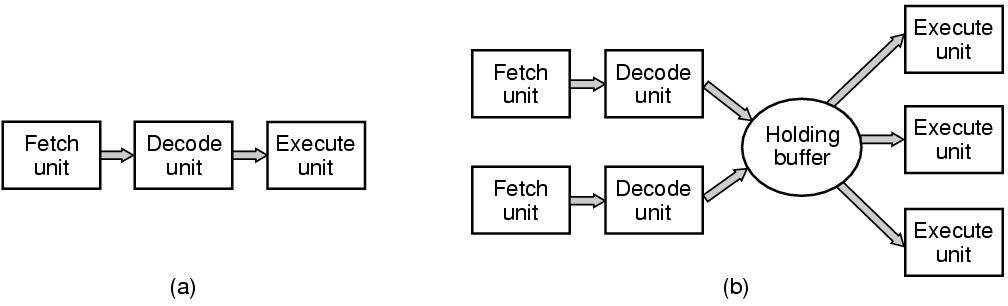 Fetch
unit
Decode
unit
Execute
unit
(a)
Fetch
unit
Decode
unit
Fetch
unit
Decode
unit
Holding
buffer
Execute
unit
Execute
unit
Execute
unit
(b)